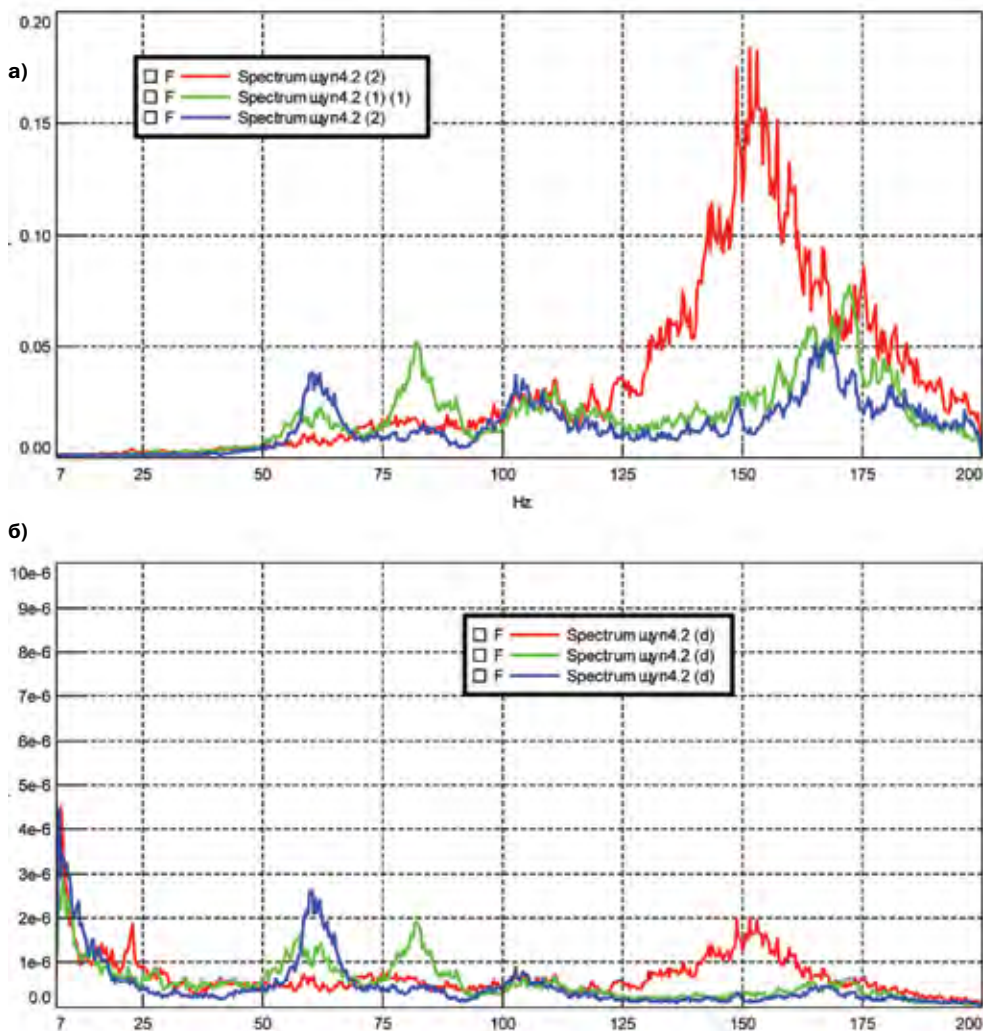 а)
0.20
0.15
0.10
0.05
0.00
□ F Spectrum щуп4.2 (2)
□ F Spectrum щуп4.2 (1) (1)
□ F Spectrum щуп4.2 (2)
7 25 50 75 100 125 150 175 200
Hz
б)
10e-6
9e-6
8e-6
7e-6
6e-6
5e-6
4e-6
3e-6
2e-6
1e-6
0.0
□ F Spectrum щуп4.2 (d)
□ F Spectrum щуп4.2 (d)
□ F Spectrum щуп4.2 (d)
7 25 50 75 100 125 150 175 200